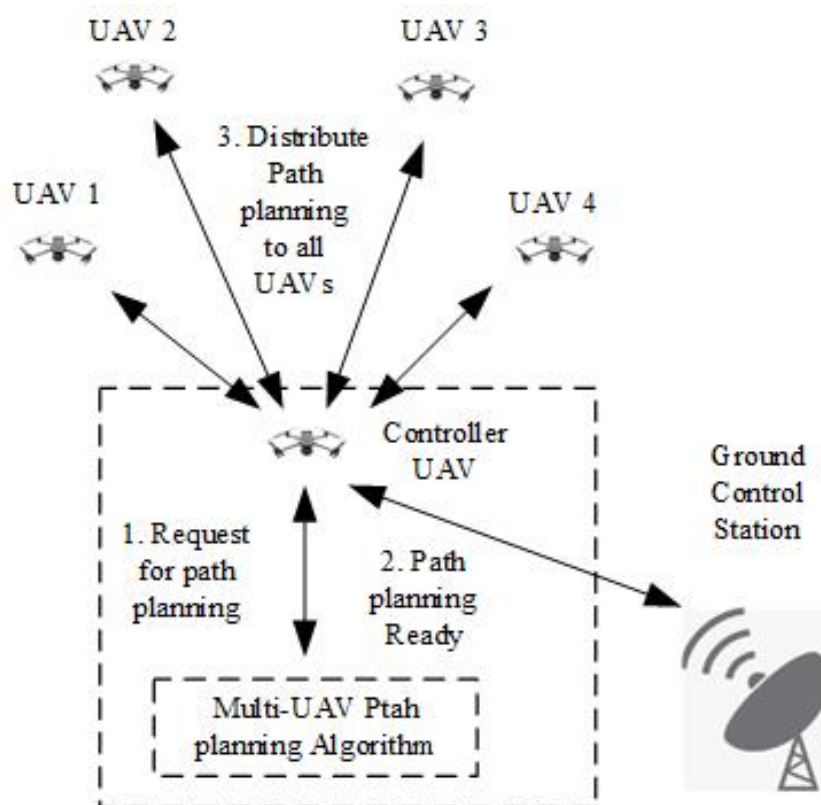 UAV 2
UAV 3
3. Distribute
Path
planning
to all
UAVs
UAV 1
UAV 4
Controller
UAV
Ground
Control
Station
1. Request
for path
planning
2. Path
planning
Ready
Multi-UAV Ptah
planning Algorithm